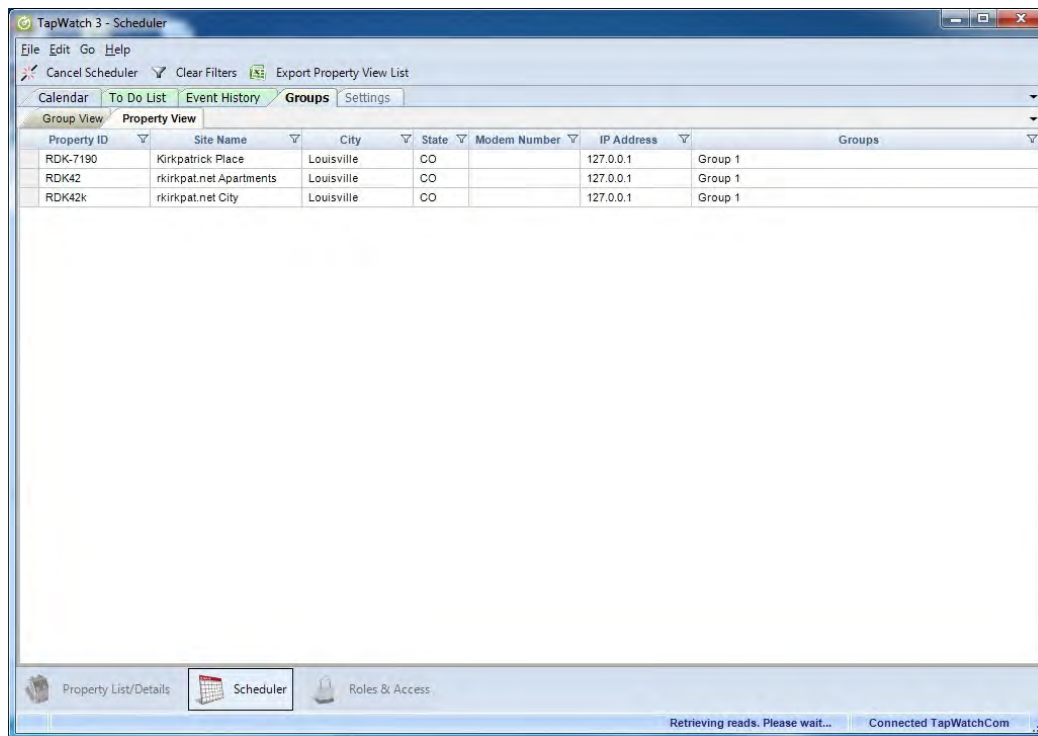 TapWatch 3 - Scheduler
File Edit Go Help
Cancel Scheduler Clear Filters Export Property View List
Calendar To Do List Event History Groups Settings
Group View Property View
Property ID Site Name City State Modem Number IP Address Groups
RDK-7190 Kirkpatrick Place Louisville CO 127.0.0.1 Group 1
RDK42 rkirkpat.net Apartments Louisville CO 127.0.0.1 Group 1
RDK42k rkirkpat.net City Louisville CO 127.0.0.1 Group 1
Property List/Details Scheduler Roles & Access
Retrieving reads. Please wait... Connected TapWatchCom